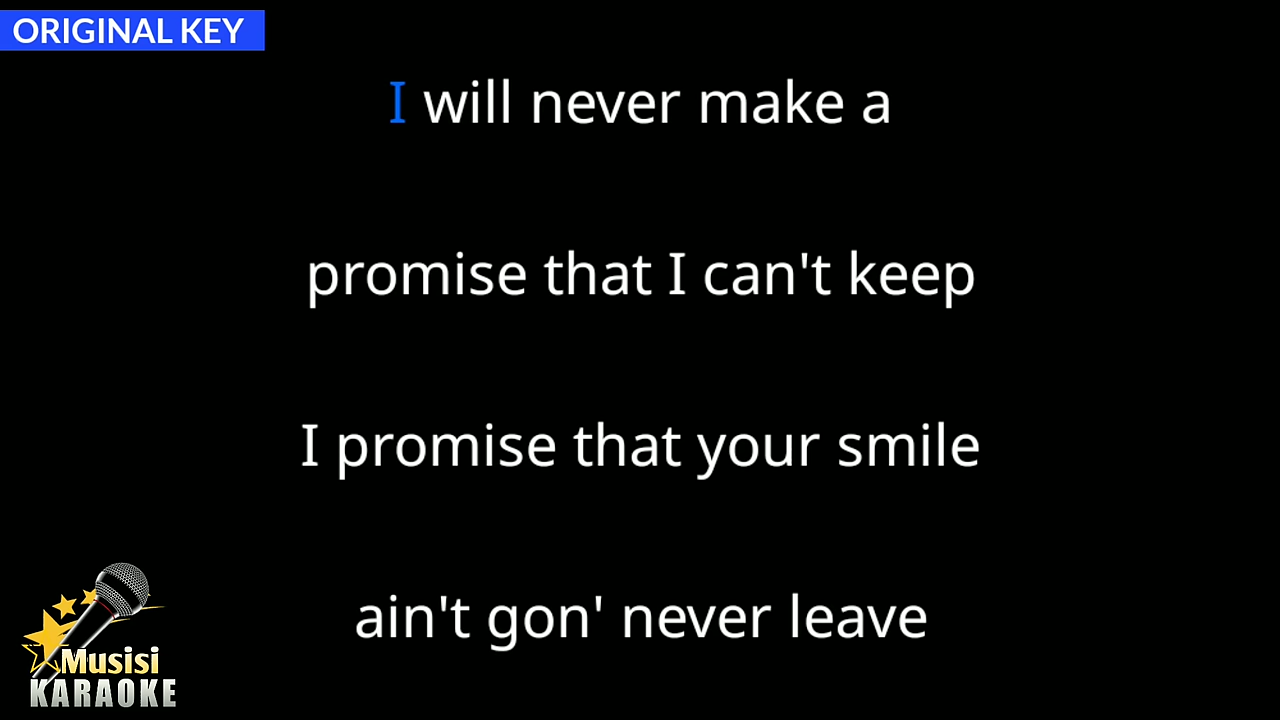 ORIGINAL KEY
I will never make a
promise that I can't keep
I promise that your smile
ain't gon' never leave
Musisi
KARAOKE